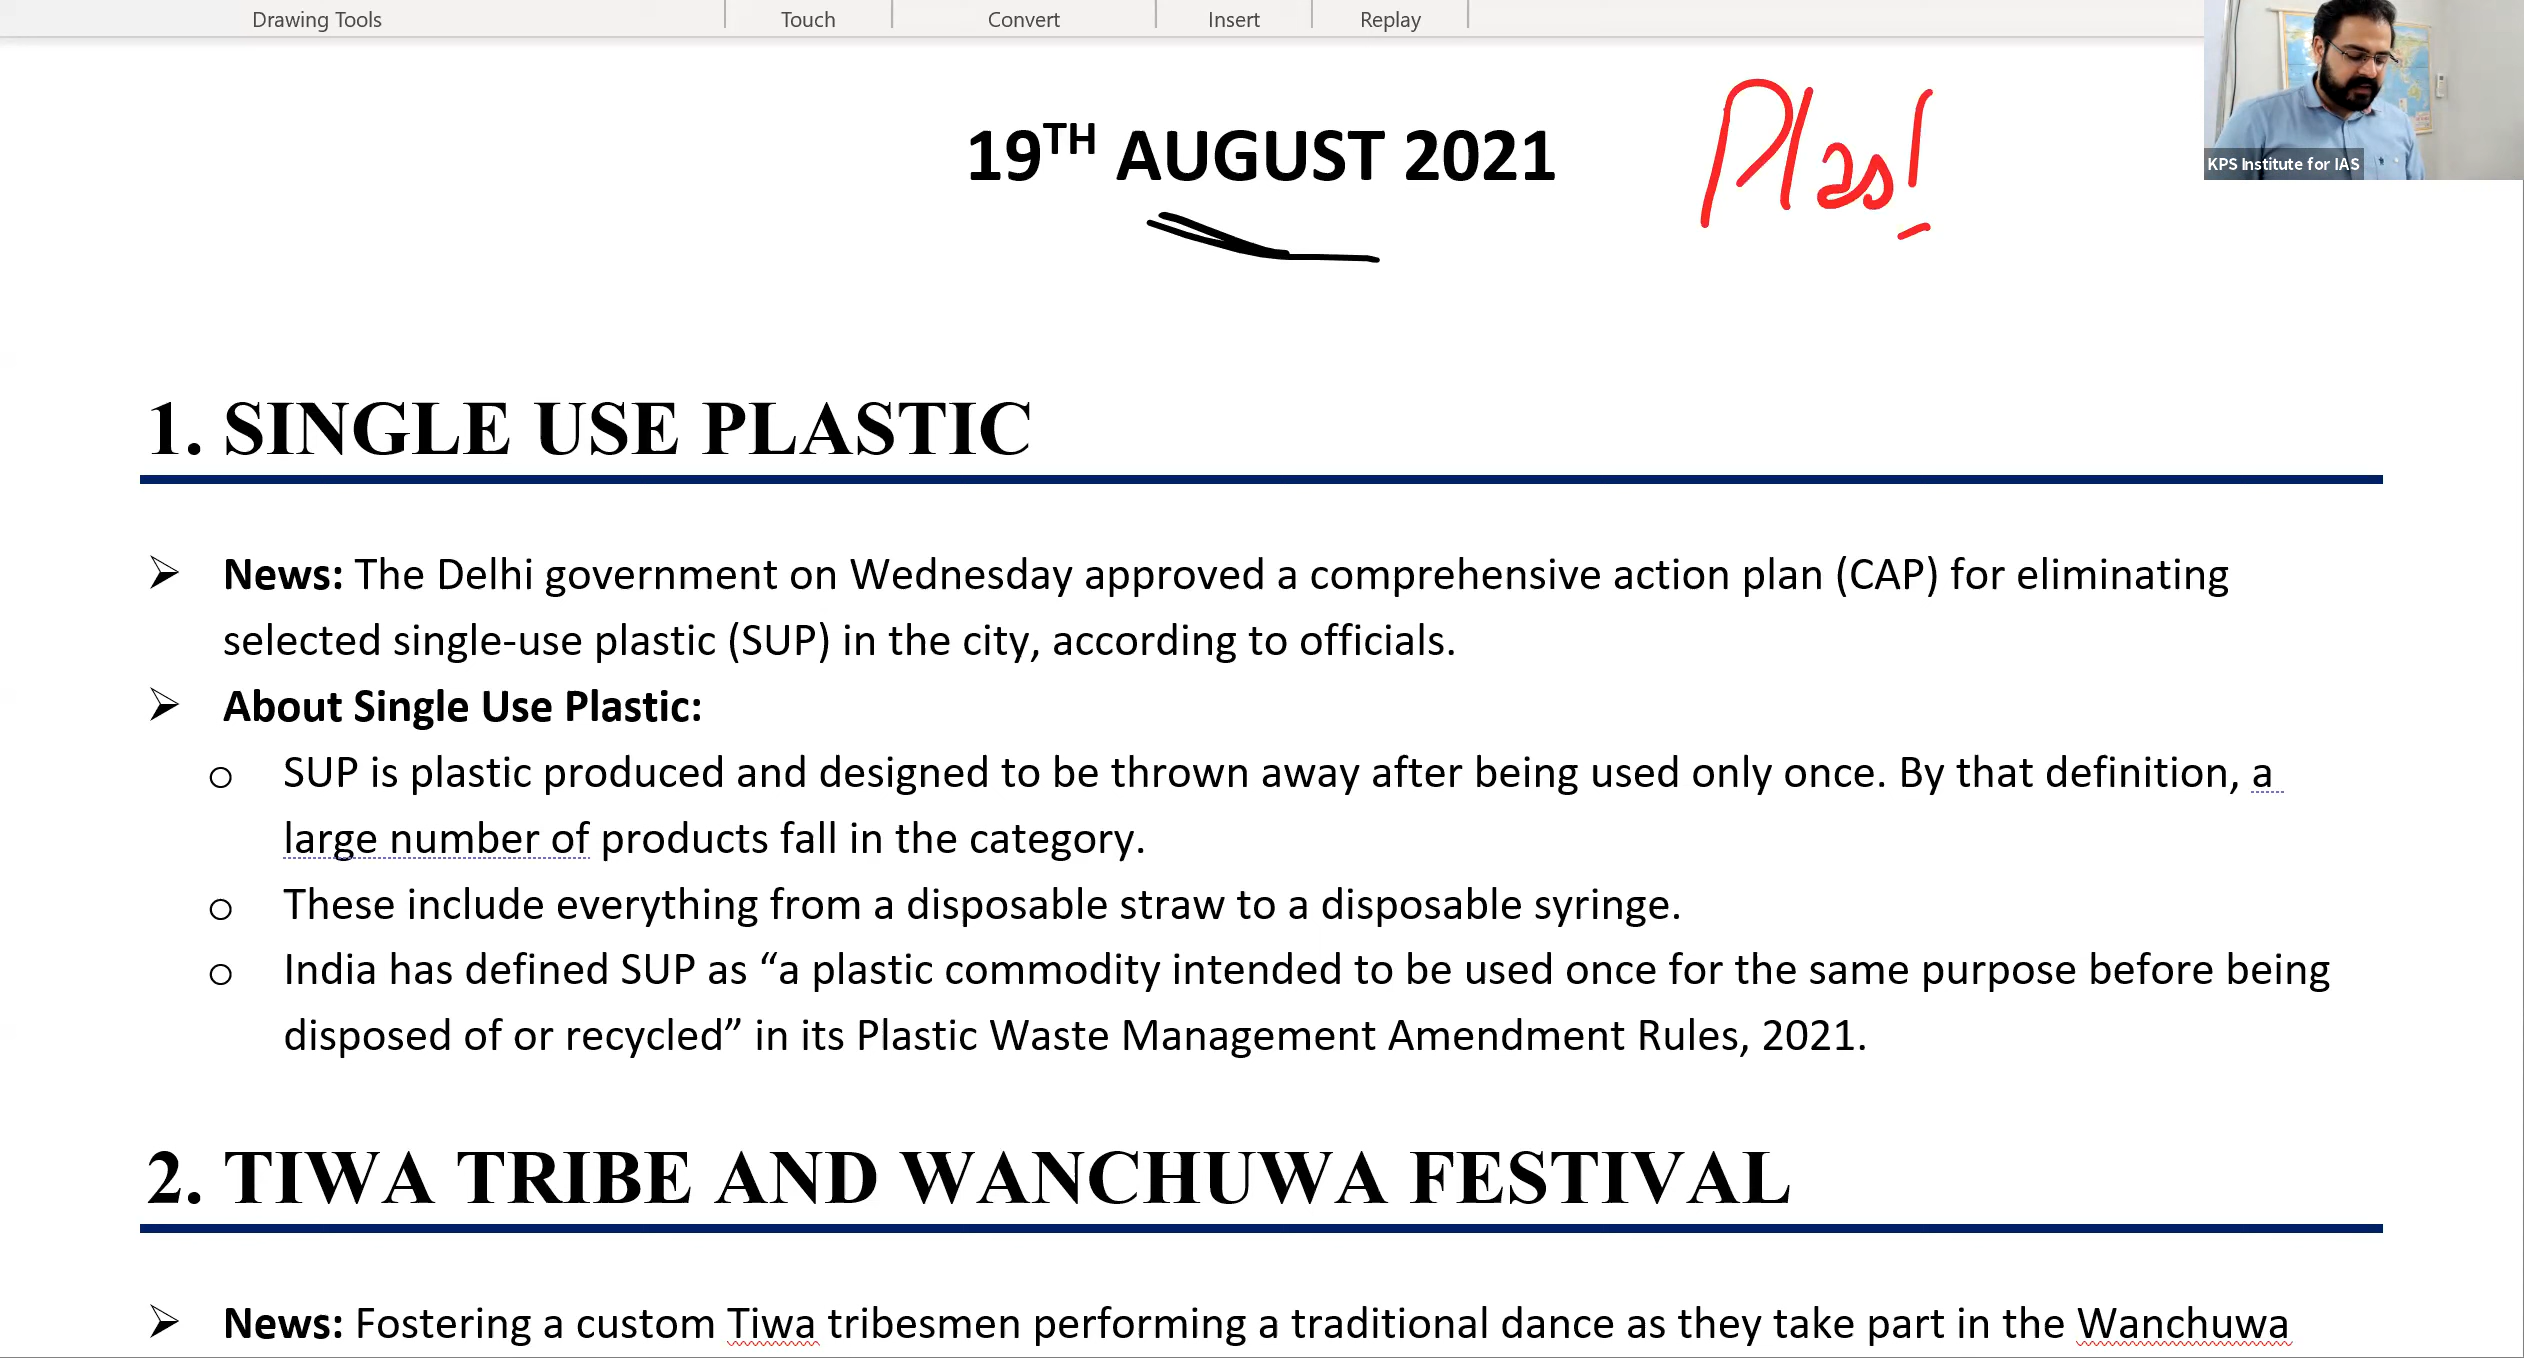 Drawing Tools Touch Convert Insert Replay
KPS Institute for IAS
19TH AUGUST 2021
Plas
1. SINGLE USE PLASTIC
➢ News: The Delhi government on Wednesday approved a comprehensive action plan (CAP) for eliminating
selected single-use plastic (SUP) in the city, according to officials.
➢ About Single Use Plastic:
o SUP is plastic produced and designed to be thrown away after being used only once. By that definition, a
large number of products fall in the category.
o These include everything from a disposable straw to a disposable syringe.
o India has defined SUP as “a plastic commodity intended to be used once for the same purpose before being
disposed of or recycled” in its Plastic Waste Management Amendment Rules, 2021.
2. TIWA TRIBE AND WANCHUWA FESTIVAL
➢ News: Fostering a custom Tiwa tribesmen performing a traditional dance as they take part in the Wanchuwa